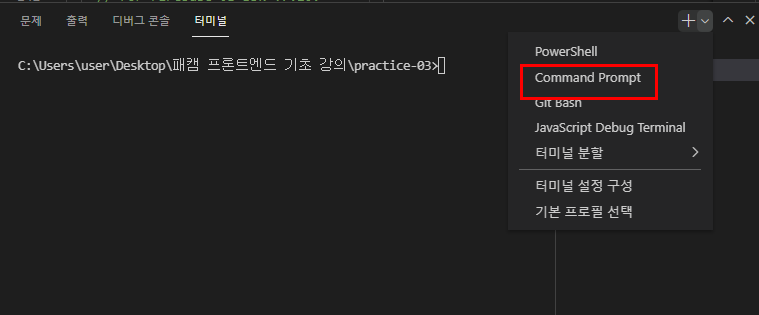 문제 출력 디버그 콘솔 터미널
C:\Users\user\Desktop\패캠 프론트엔드 기초 강의\practice-03>
PowerShell
Command Prompt
Git Bash
JavaScript Debug Terminal
터미널 분할
터미널 설정 구성
기본 프로필 선택